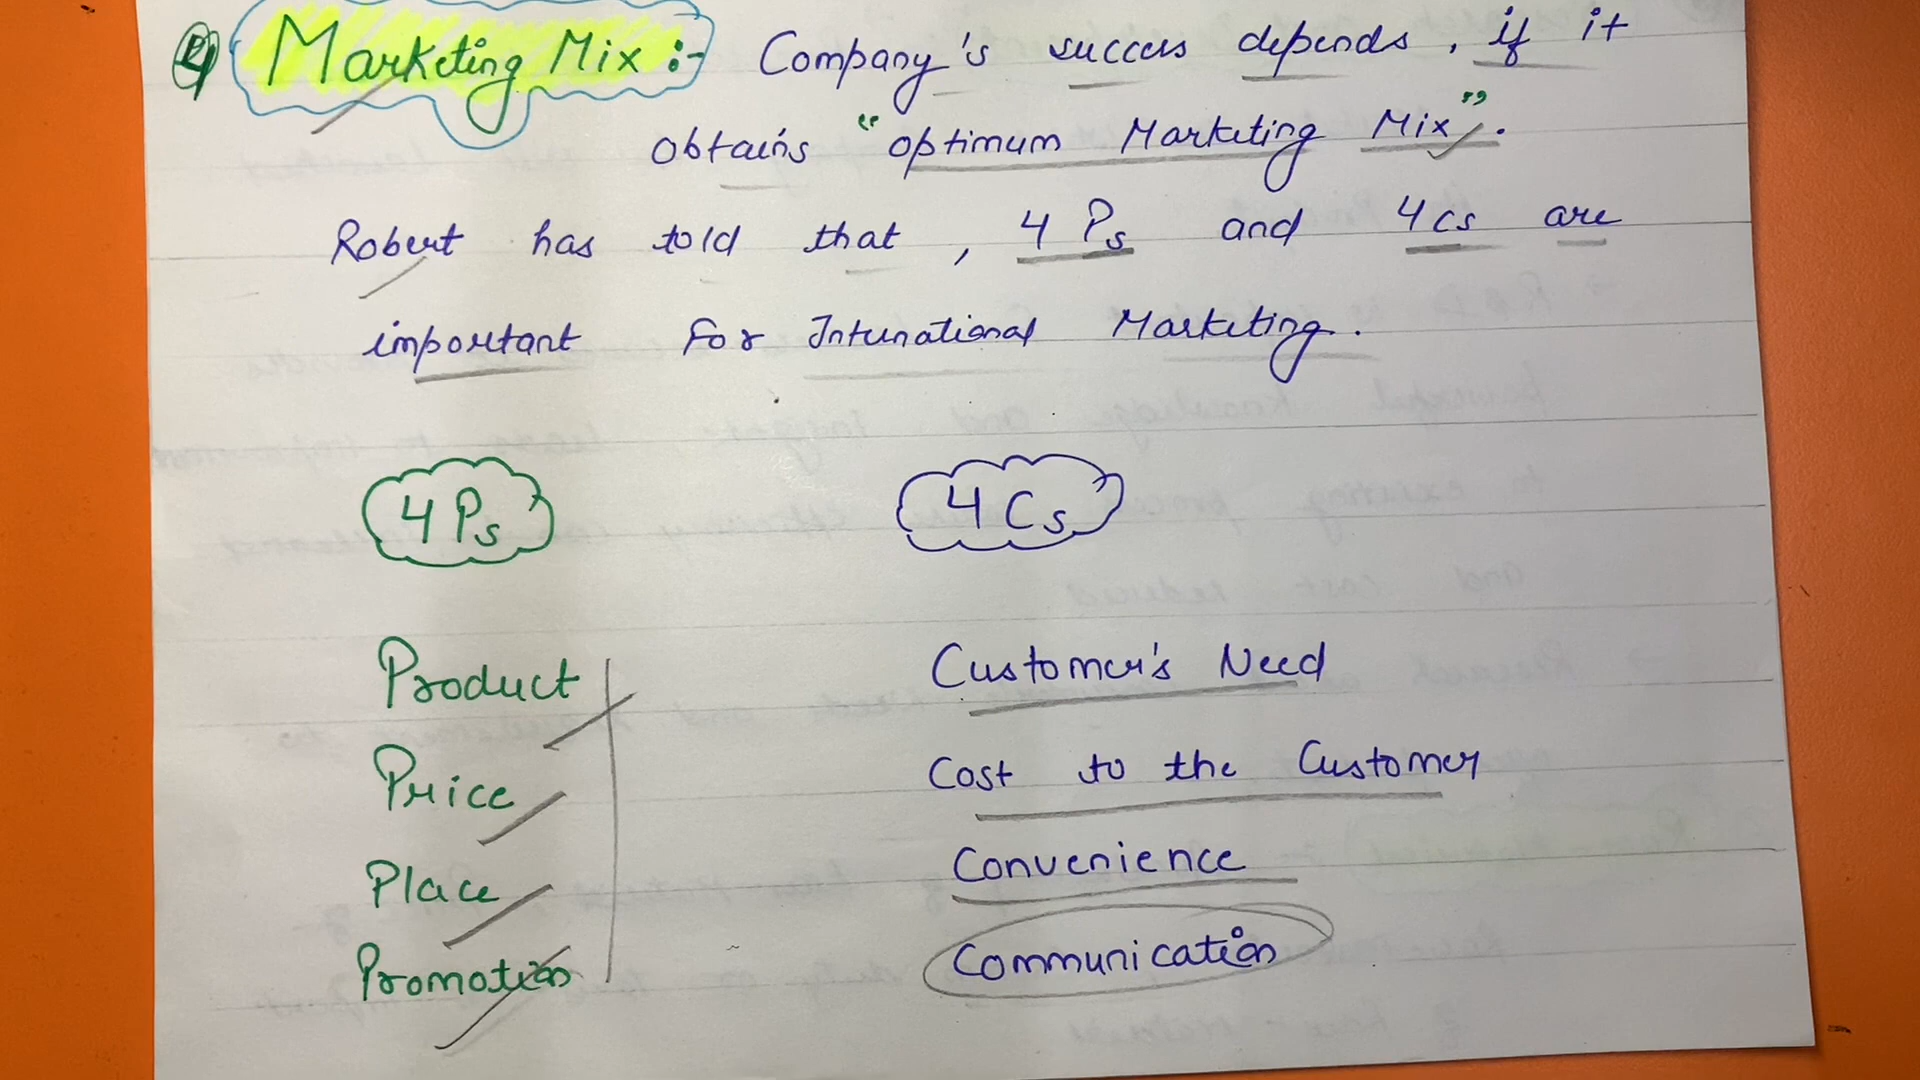 ④ Marketing Mix :- Company's success depends, if it
obtains "optimum Marketing Mix".
Robert has told that, 4 Ps and 4Cs are
important For International Marketing.
4 Ps
4 Cs
Product
Customer's Need
Price
Cost to the Customer
Place
Convenience
Promotion
Communication